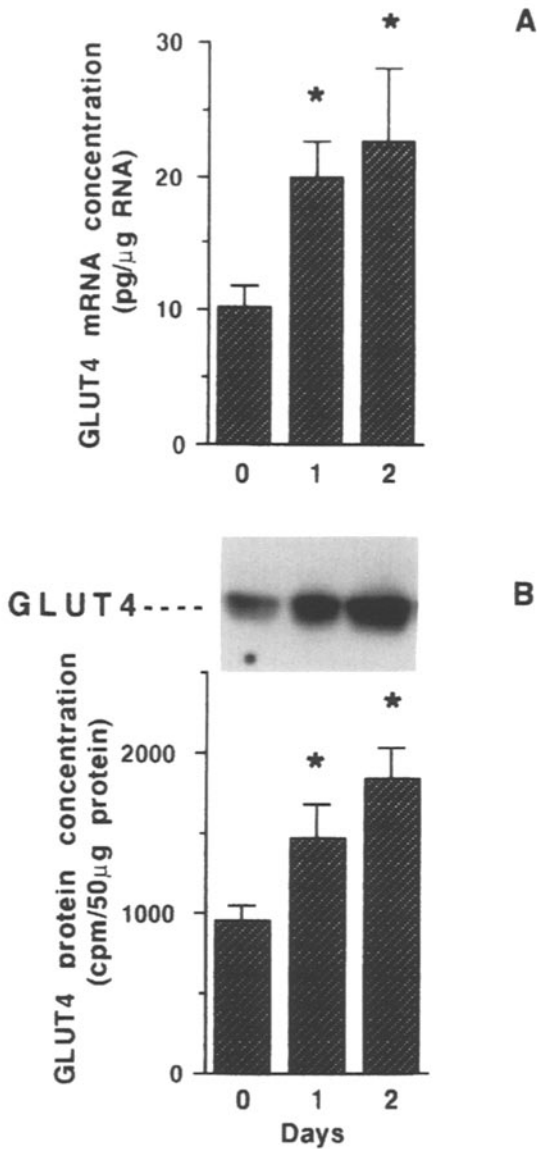 A
GLUT4 mRNA concentration
(pg/µg RNA)
30
20
10
0
*
*
0 1 2
B
GLUT4----
GLUT4 protein concentration
(cpm/50µg protein)
2000
1000
0
*
*
0 1 2
Days